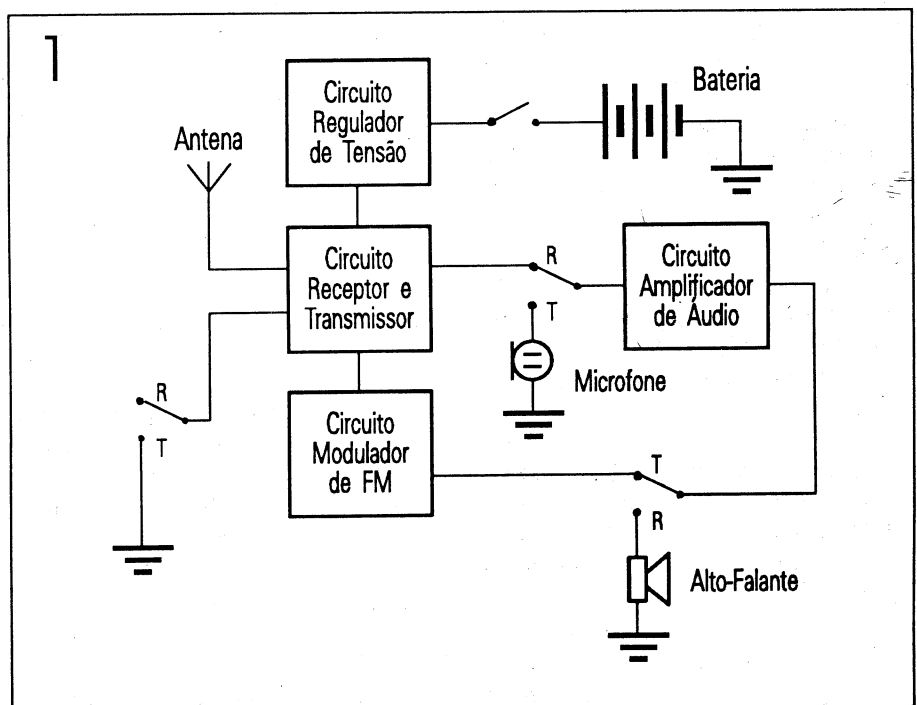 1
Circuito
Regulador
de Tensão
Bateria
Antena
Circuito
Receptor e
Transmissor
R
T
Circuito
Amplificador
de Áudio
Microfone
R
T
Circuito
Modulador
de FM
T
R
Alto-Falante